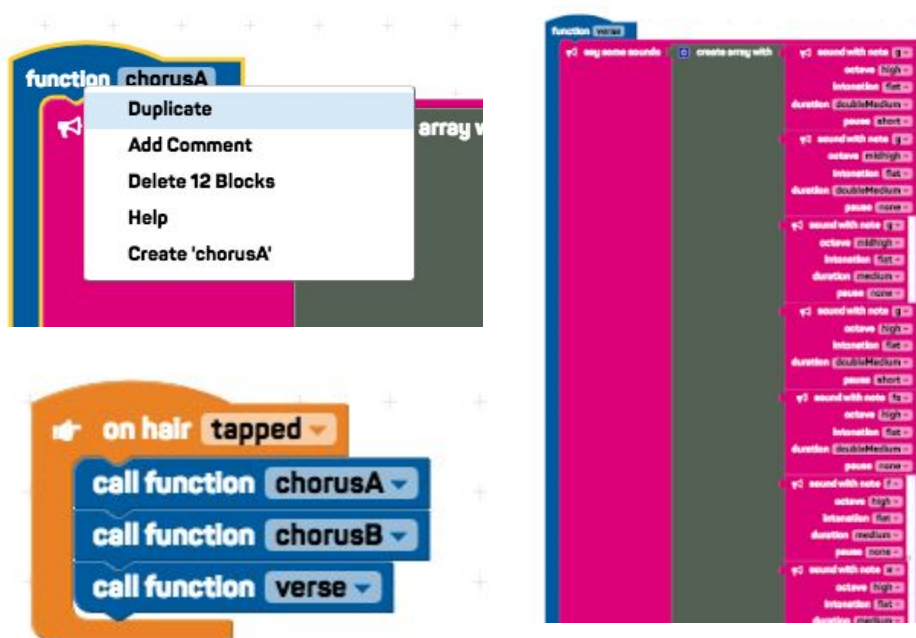 function chorusA
Duplicate
array
Add Comment
Delete 12 Blocks
Help
Create 'chorusA'
on hair tapped
call function chorusA
call function chorusB
call function verse
function verse
say some sounds create array with sound with note g
octave high
intonation flat
duration doubleMedium
pause short
sound with note g
octave midhigh
intonation flat
duration doubleMedium
pause none
sound with note g
octave midhigh
intonation flat
duration medium
pause none
sound with note g
octave high
intonation flat
duration doubleMedium
pause short
sound with note fs
octave high
intonation flat
duration doubleMedium
pause none
sound with note f
octave high
intonation flat
duration medium
pause none
sound with note
octave high
intonation flat
duration medium